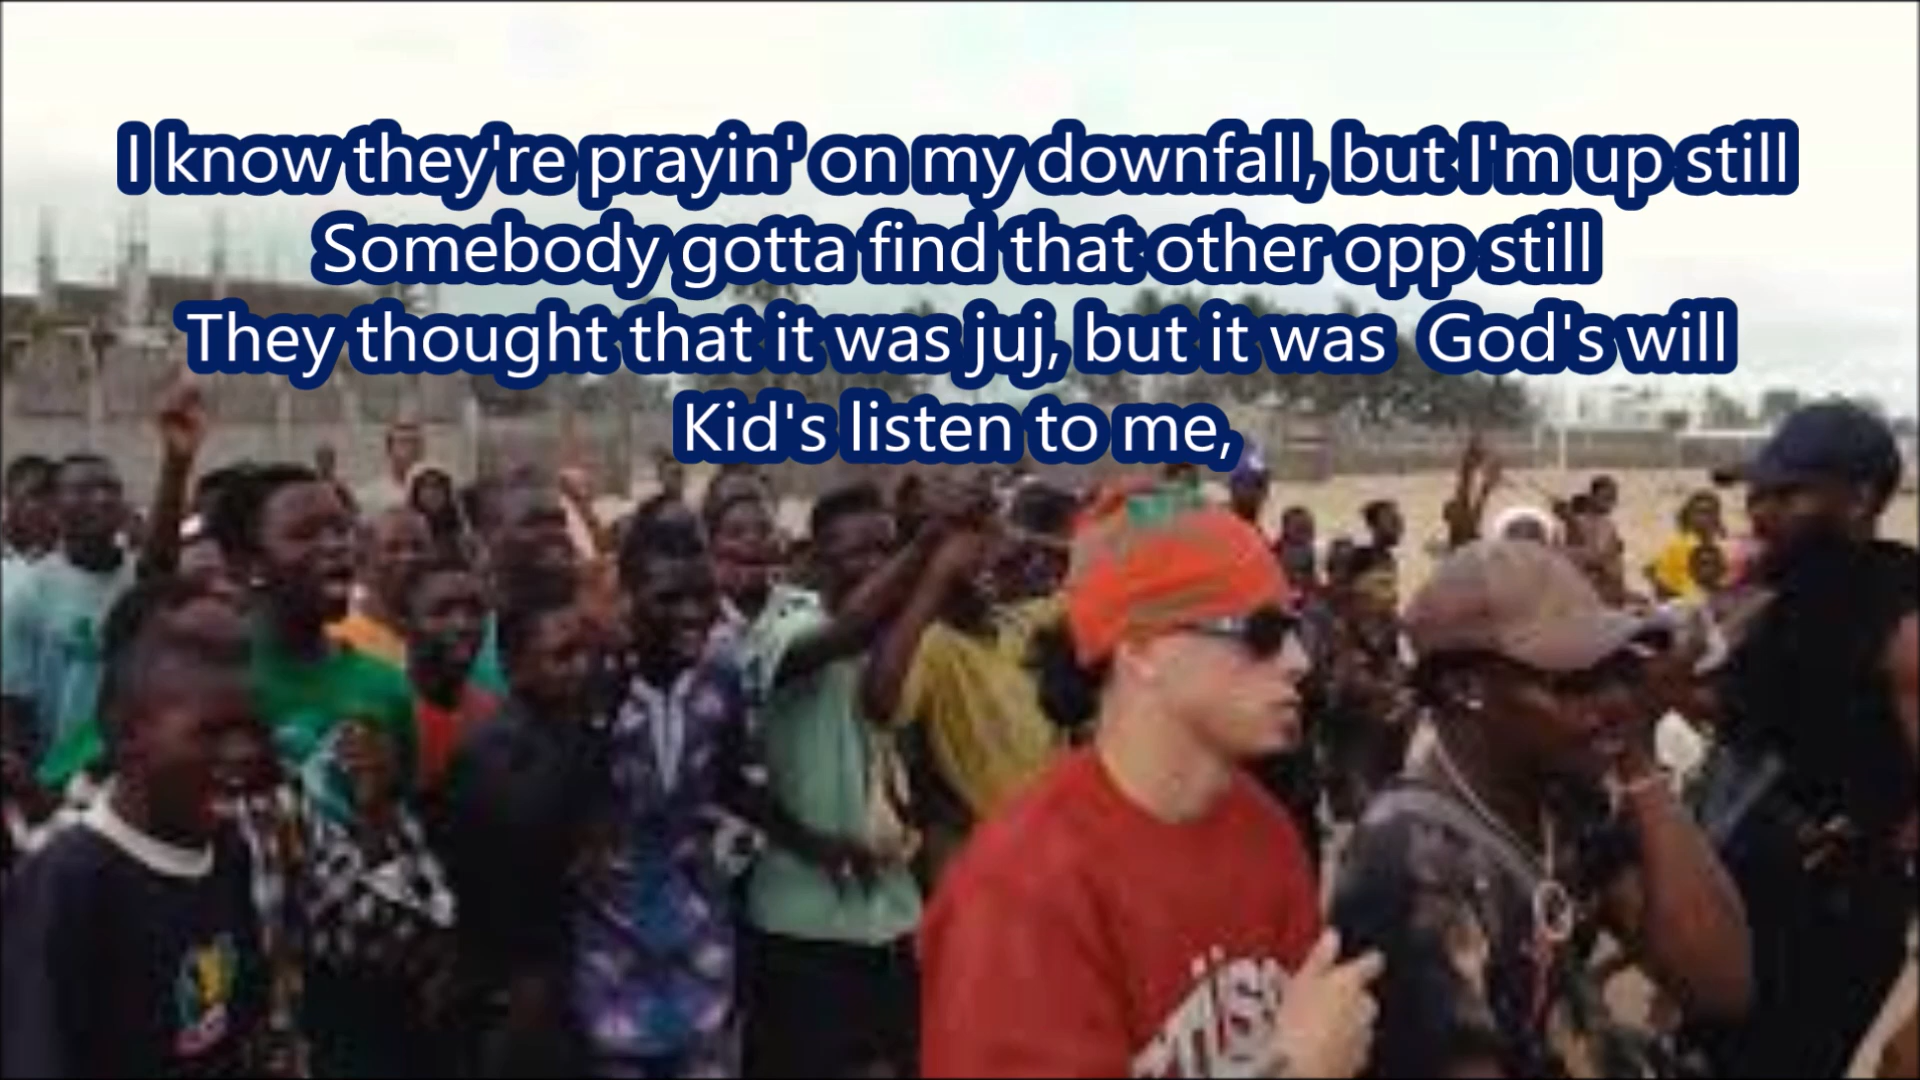 I know they're prayin' on my downfall, but I'm up still
Somebody gotta find that other opp still
They thought that it was juj, but it was  God's will
Kid's listen to me,